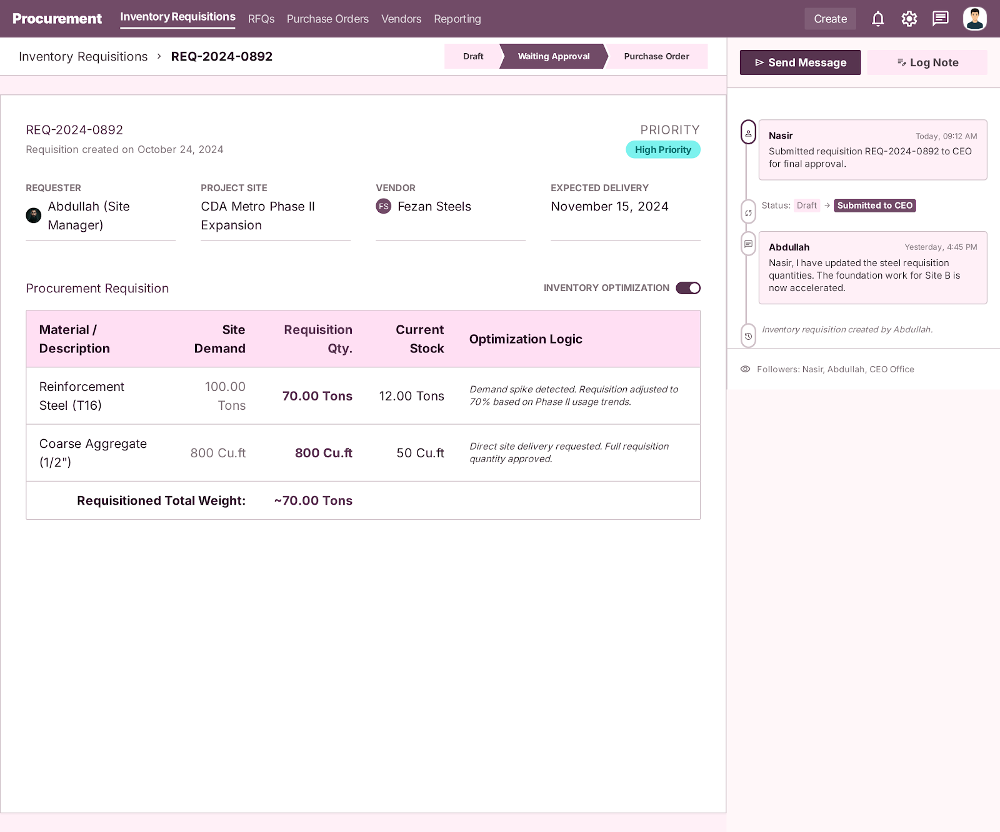 Procurement
Inventory Requisitions
RFQs
Purchase Orders
Vendors
Reporting
Create
Inventory Requisitions › REQ-2024-0892
Draft
Waiting Approval
Purchase Order
Send Message
Log Note
REQ-2024-0892
Requisition created on October 24, 2024
PRIORITY
High Priority
REQUESTER
Abdullah (Site
Manager)
PROJECT SITE
CDA Metro Phase II
Expansion
VENDOR
FS
Fezan Steels
EXPECTED DELIVERY
November 15, 2024
Procurement Requisition
INVENTORY OPTIMIZATION
Material /
Description
Site
Demand
Requisition
Qty.
Current
Stock
Optimization Logic
Reinforcement
Steel (T16)
100.00
Tons
70.00 Tons
12.00 Tons
Demand spike detected. Requisition adjusted to
70% based on Phase II usage trends.
Coarse Aggregate
(1/2")
800 Cu.ft
800 Cu.ft
50 Cu.ft
Direct site delivery requested. Full requisition
quantity approved.
Requisitioned Total Weight:
~70.00 Tons
Nasir
Today, 09:12 AM
Submitted requisition REQ-2024-0892 to CEO
for final approval.
Status: Draft → Submitted to CEO
Abdullah
Yesterday, 4:45 PM
Nasir, I have updated the steel requisition
quantities. The foundation work for Site B is
now accelerated.
Inventory requisition created by Abdullah.
Followers: Nasir, Abdullah, CEO Office